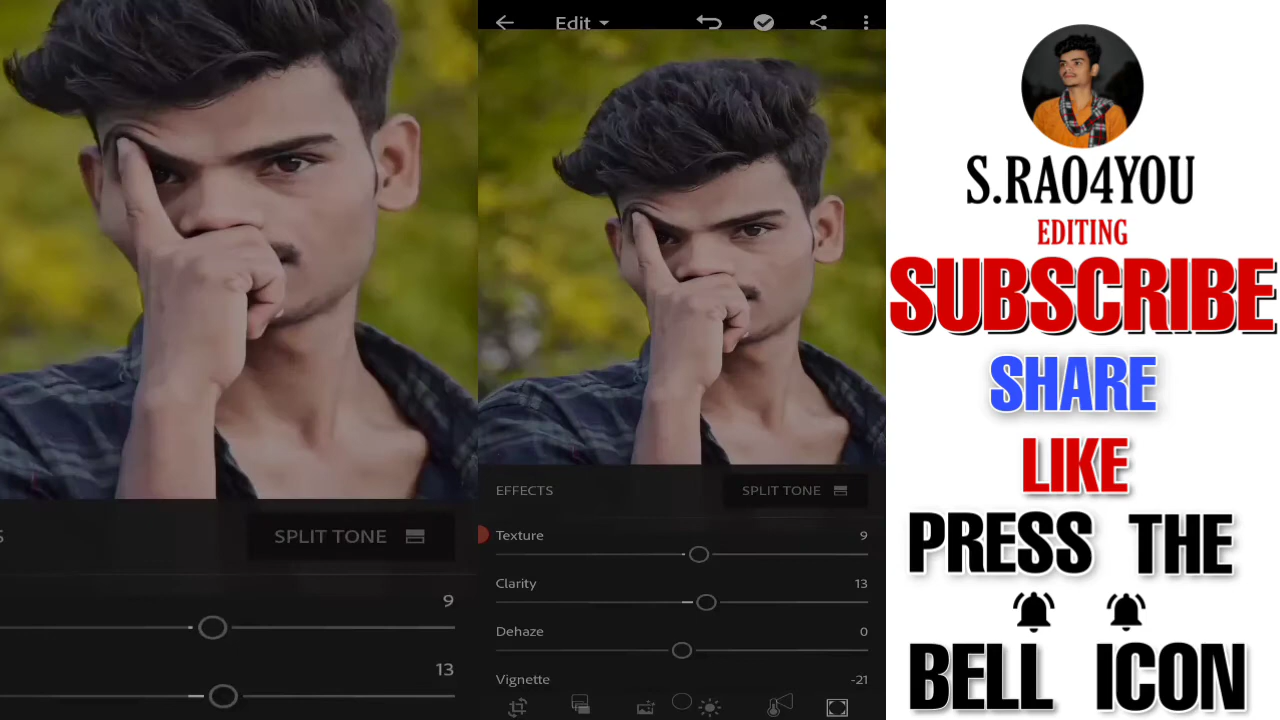 Edit
S
SPLIT TONE
9
13
EFFECTS
SPLIT TONE
Texture 9
Clarity 13
Dehaze 0
Vignette -21
S.RAO4YOU
EDITING
SUBSCRIBE
SHARE
LIKE
PRESS THE
BELL ICON